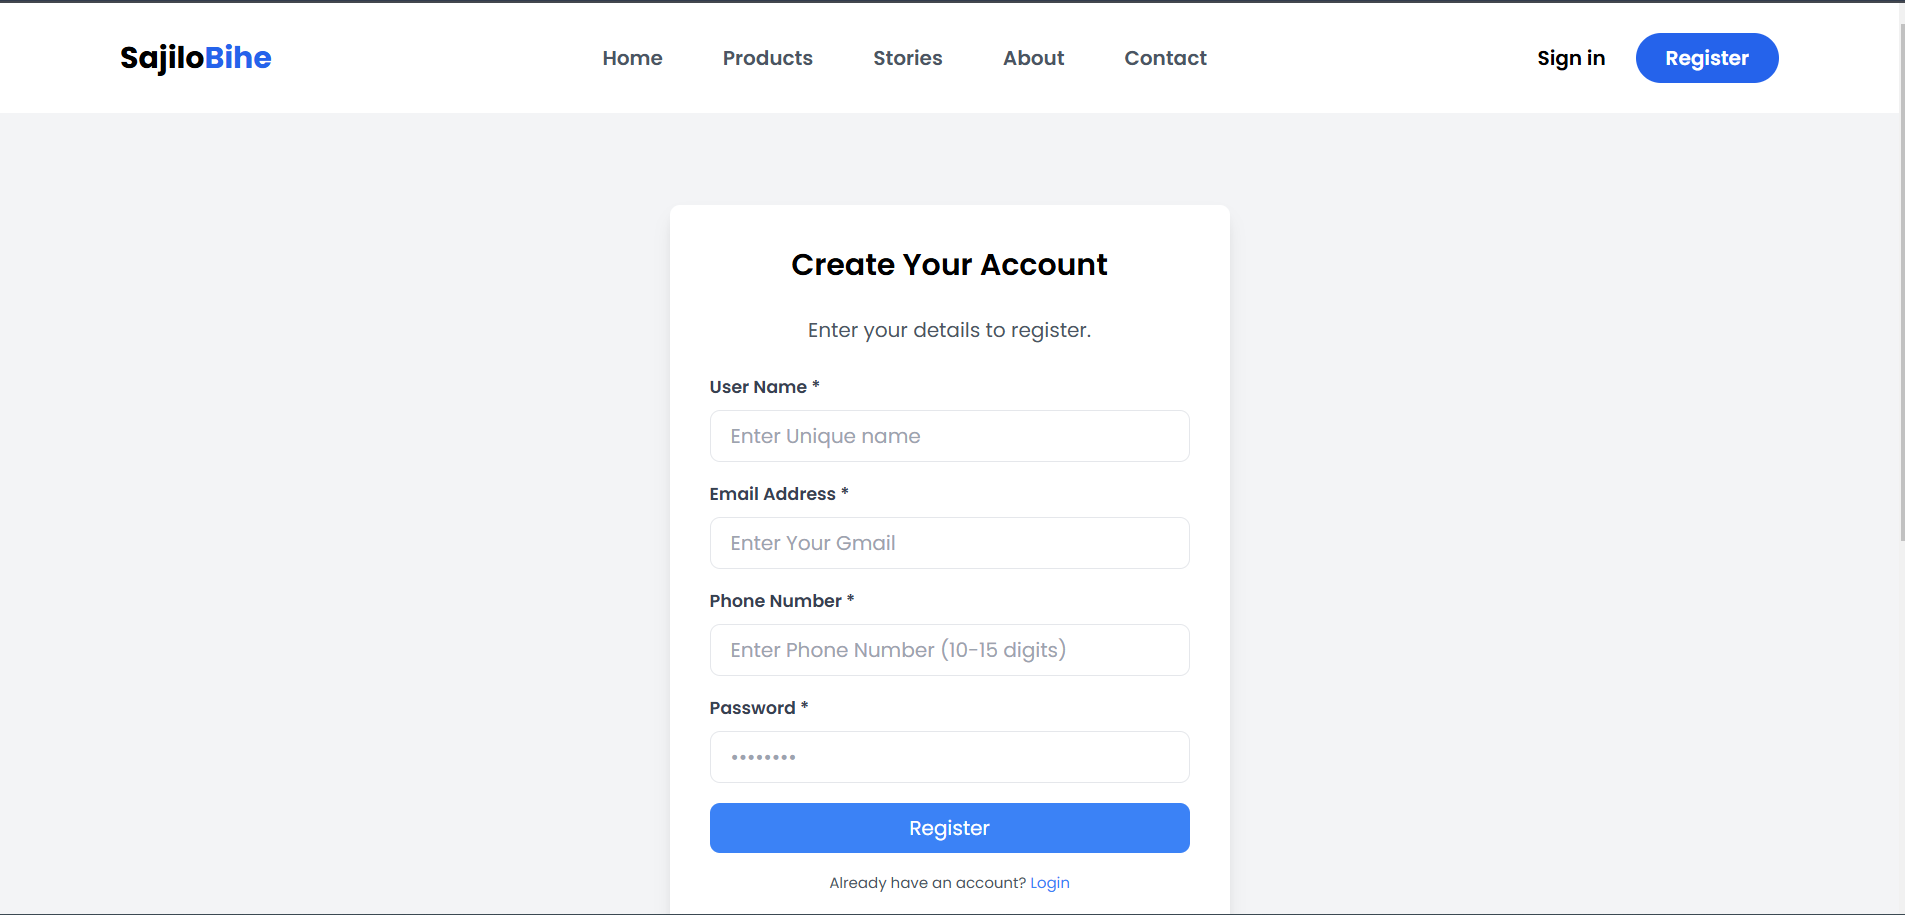 SajiloBihe Home Products Stories About Contact Sign in Register
Create Your Account
Enter your details to register.
User Name *
Enter Unique name
Email Address *
Enter Your Gmail
Phone Number *
Enter Phone Number (10-15 digits)
Password *
••••••••
Register
Already have an account? Login